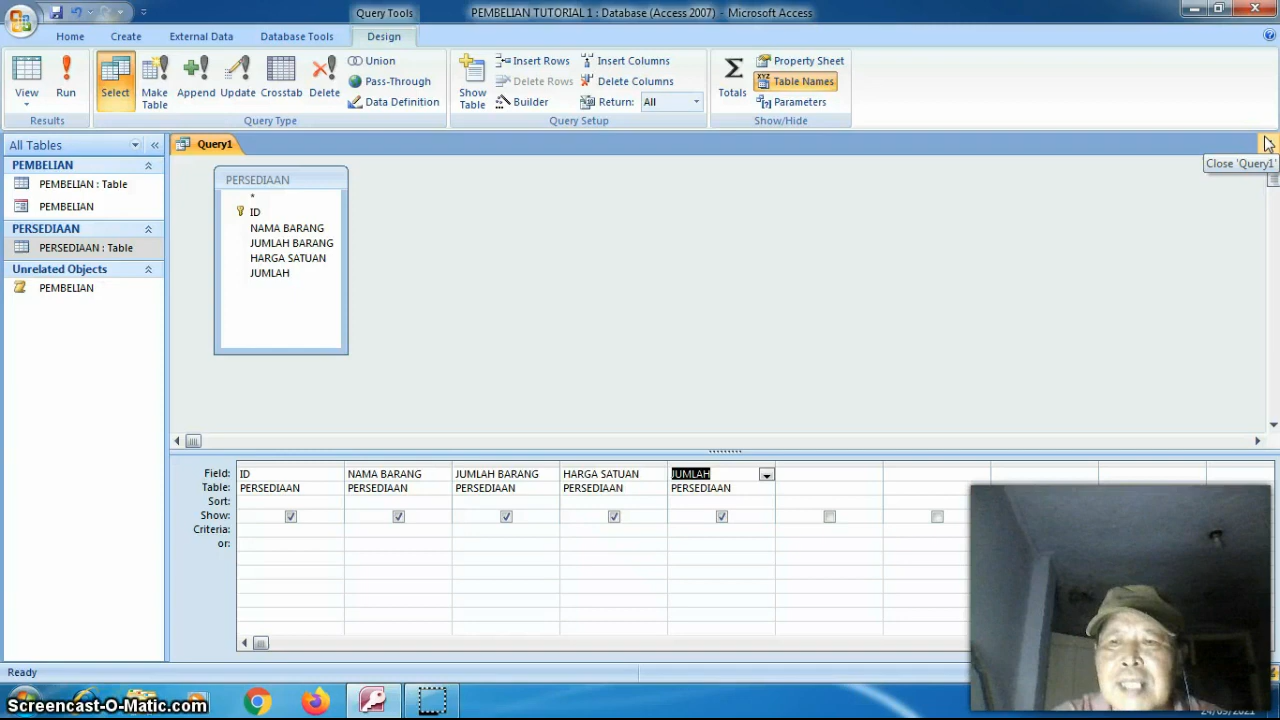 Query Tools
PEMBELIAN TUTORIAL 1 : Database (Access 2007) - Microsoft Access
Home
Create
External Data
Database Tools
Design
View
Run
Results
Select
Make Table
Append
Update
Crosstab
Delete
Union
Pass-Through
Data Definition
Query Type
Show Table
Insert Rows
Delete Rows
Builder
Insert Columns
Delete Columns
Return:
All
Query Setup
Totals
Property Sheet
Table Names
Parameters
Show/Hide
All Tables
PEMBELIAN
PEMBELIAN : Table
PEMBELIAN
PERSEDIAAN
PERSEDIAAN : Table
Unrelated Objects
PEMBELIAN
Query1
Close 'Query1'
PERSEDIAAN
*
ID
NAMA BARANG
JUMLAH BARANG
HARGA SATUAN
JUMLAH
Field: ID NAMA BARANG JUMLAH BARANG HARGA SATUAN JUMLAH
Table: PERSEDIAAN PERSEDIAAN PERSEDIAAN PERSEDIAAN PERSEDIAAN
Sort:
Show:
Criteria:
or:
Ready
Screencast-O-Matic.com